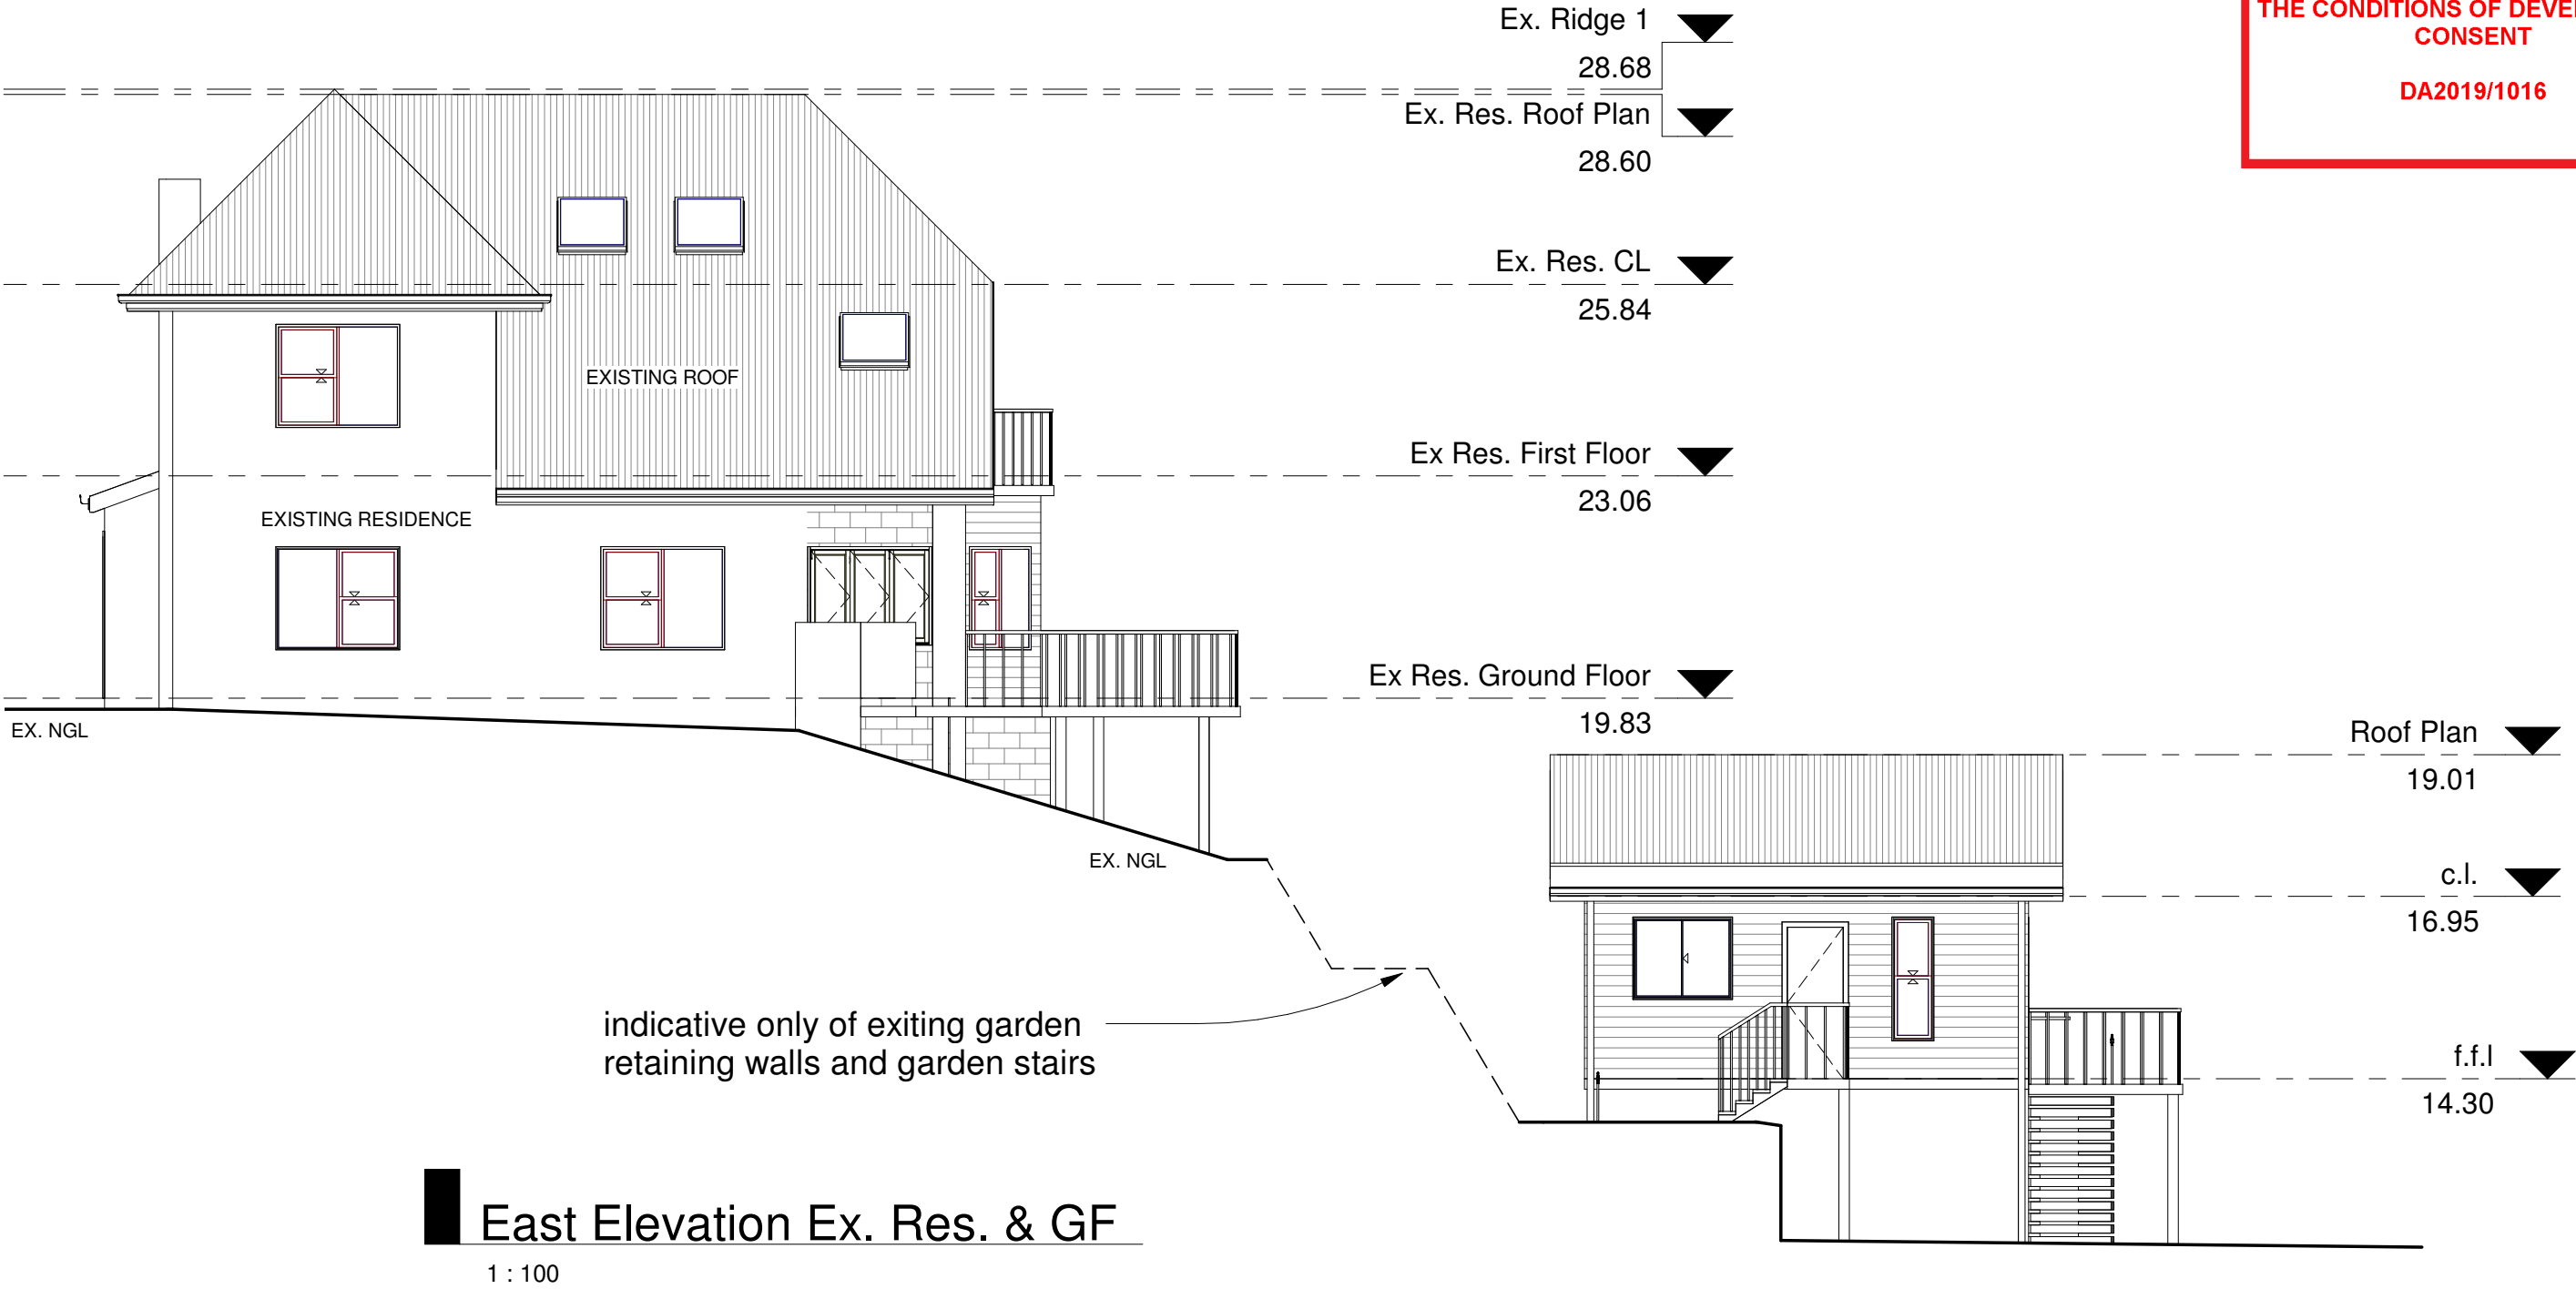 THE CONDITIONS OF DEVE
CONSENT
DA2019/1016
Ex. Ridge 1
28.68
Ex. Res. Roof Plan
28.60
Ex. Res. CL
25.84
EXISTING ROOF
Ex Res. First Floor
23.06
EXISTING RESIDENCE
Ex Res. Ground Floor
19.83
EX. NGL
Roof Plan
19.01
EX. NGL
c.l.
16.95
indicative only of exiting garden
retaining walls and garden stairs
f.f.l
14.30
East Elevation Ex. Res. & GF
1 : 100